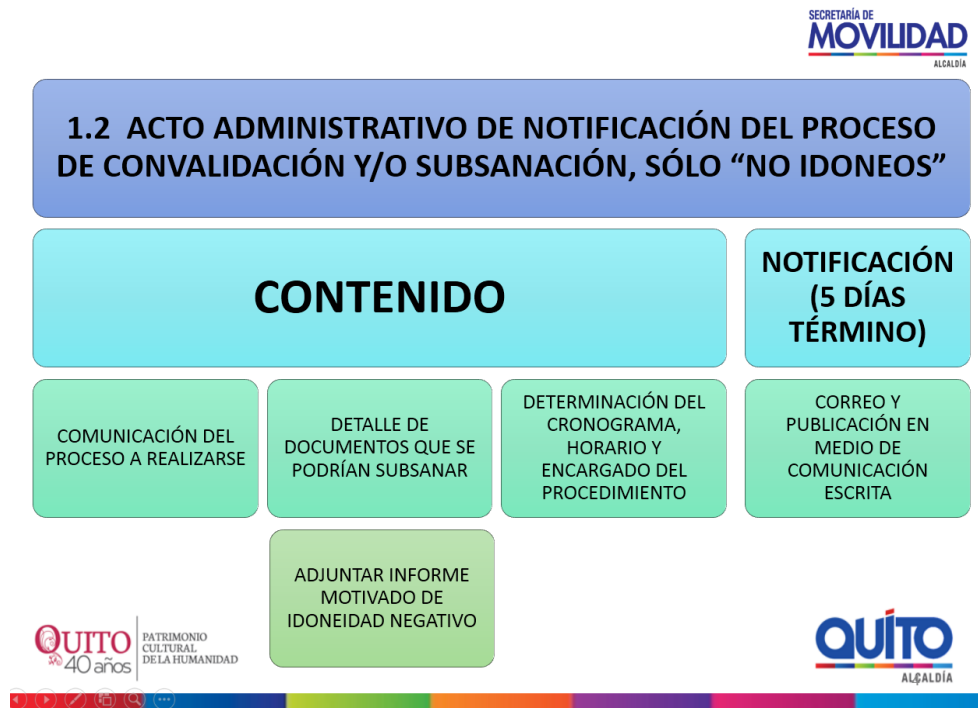 SECRETARÍA DE
MOVILIDAD
ALCALDÍA
1.2 ACTO ADMINISTRATIVO DE NOTIFICACIÓN DEL PROCESO
DE CONVALIDACIÓN Y/O SUBSANACIÓN, SÓLO “NO IDONEOS”
CONTENIDO
NOTIFICACIÓN
(5 DÍAS
TÉRMINO)
COMUNICACIÓN DEL
PROCESO A REALIZARSE
DETALLE DE
DOCUMENTOS QUE SE
PODRÍAN SUBSANAR
DETERMINACIÓN DEL
CRONOGRAMA,
HORARIO Y
ENCARGADO DEL
PROCEDIMIENTO
CORREO Y
PUBLICACIÓN EN
MEDIO DE
COMUNICACIÓN
ESCRITA
ADJUNTAR INFORME
MOTIVADO DE
IDONEIDAD NEGATIVO
QUITO
40 años
PATRIMONIO
CULTURAL
DE LA HUMANIDAD
QUITO
ALCALDÍA